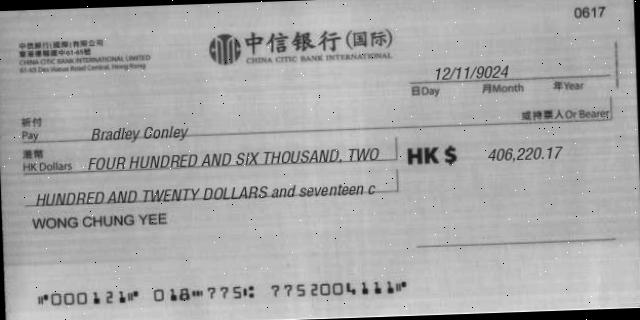 0617
中信銀行(國際)有限公司
香港德輔道中61-65號
CHINA CITIC BANK INTERNATIONAL LIMITED
61-65 Des Voeux Road Central, Hong Kong
中信银行(国际)
CHINA CITIC BANK INTERNATIONAL
12/11/9024
日Day 月Month 年Year
祈付
Pay Bradley Conley 或持票人Or Bearer
港幣
HK Dollars FOUR HUNDRED AND SIX THOUSAND, TWO HK $ 406,220.17
HUNDRED AND TWENTY DOLLARS and seventeen c
WONG CHUNG YEE
⑈000121⑈ 018⑉775⑆ 7752004111⑈